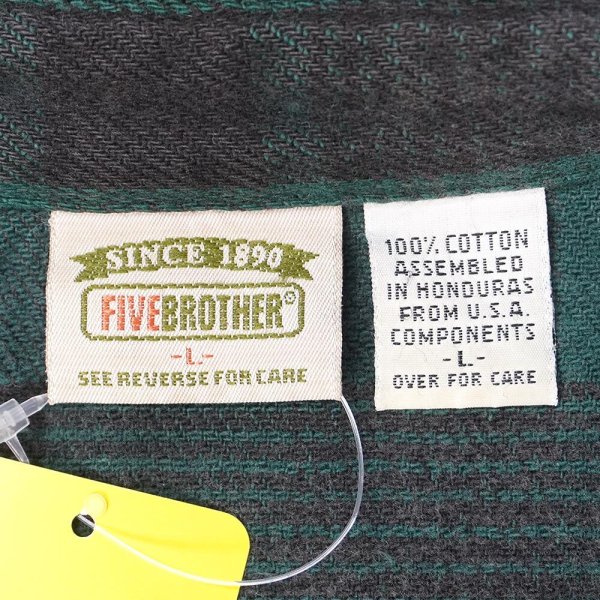 SINCE 1890
FIVEBROTHER®
-L-
SEE REVERSE FOR CARE
100% COTTON
ASSEMBLED
IN HONDURAS
FROM U.S.A.
COMPONENTS
-L-
OVER FOR CARE